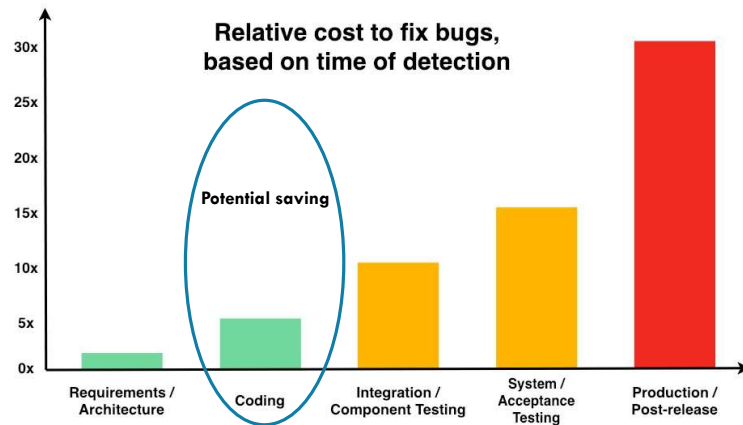 Relative cost to fix bugs,
based on time of detection
30x
25x
20x
15x
10x
5x
0x
Potential saving
Requirements /
Architecture
Coding
Integration /
Component Testing
System /
Acceptance
Testing
Production /
Post-release